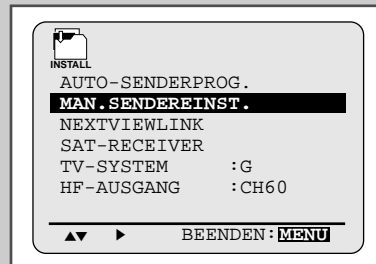 INSTALL
AUTO-SENDERPROG.
MAN.SENDEREINST.
NEXTVIEWLINK
SAT-RECEIVER
TV-SYSTEM :G
HF-AUSGANG :CH60
▲▼ ▶ BEENDEN:MENU